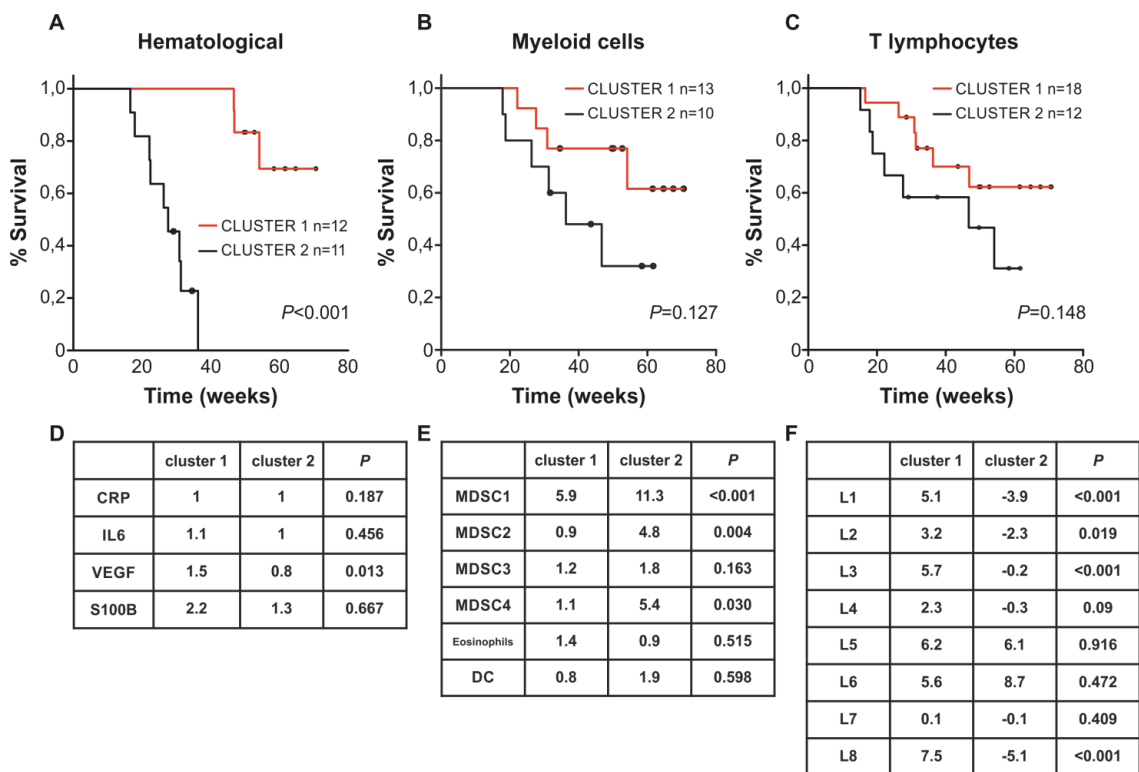 A
Hematological
1,0
0,8
0,6
0,4
0,2
0
% Survival
CLUSTER 1 n=12
CLUSTER 2 n=11
P<0.001
0 20 40 60 80
Time (weeks)
B
Myeloid cells
1,0
0,8
0,6
0,4
0,2
0
% Survival
CLUSTER 1 n=13
CLUSTER 2 n=10
P=0.127
0 20 40 60 80
Time (weeks)
C
T lymphocytes
1,0
0,8
0,6
0,4
0,2
0
% Survival
CLUSTER 1 n=18
CLUSTER 2 n=12
P=0.148
0 20 40 60 80
Time (weeks)
D
cluster 1 cluster 2 P
CRP 1 1 0.187
IL6 1.1 1 0.456
VEGF 1.5 0.8 0.013
S100B 2.2 1.3 0.667
E
cluster 1 cluster 2 P
MDSC1 5.9 11.3 <0.001
MDSC2 0.9 4.8 0.004
MDSC3 1.2 1.8 0.163
MDSC4 1.1 5.4 0.030
Eosinophils 1.4 0.9 0.515
DC 0.8 1.9 0.598
F
cluster 1 cluster 2 P
L1 5.1 -3.9 <0.001
L2 3.2 -2.3 0.019
L3 5.7 -0.2 <0.001
L4 2.3 -0.3 0.09
L5 6.2 6.1 0.916
L6 5.6 8.7 0.472
L7 0.1 -0.1 0.409
L8 7.5 -5.1 <0.001